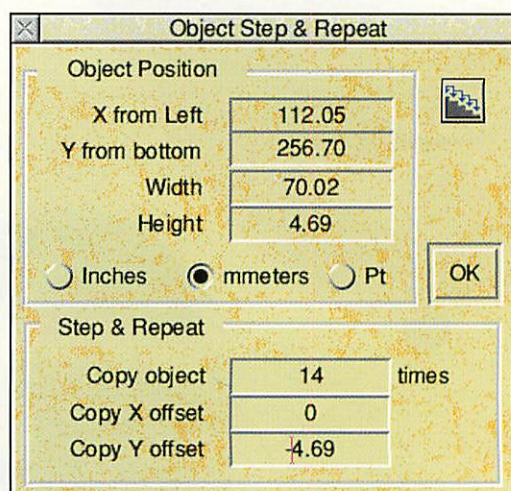 Object Step & Repeat
Object Position
X from Left 112.05
Y from bottom 256.70
Width 70.02
Height 4.69
Inches mmeters Pt OK
Step & Repeat
Copy object 14 times
Copy X offset 0
Copy Y offset -4.69